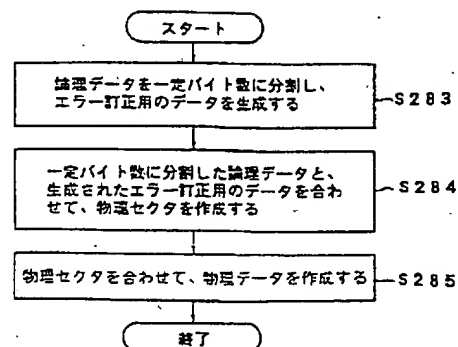 スタート
論理データを一定バイト数に分割し、
エラー訂正用のデータを生成する
S283
一定バイト数に分割した論理データと、
生成されたエラー訂正用のデータを合わ
せて、物理セクタを作成する
S284
物理セクタを合わせて、物理データを作成する
S285
終了